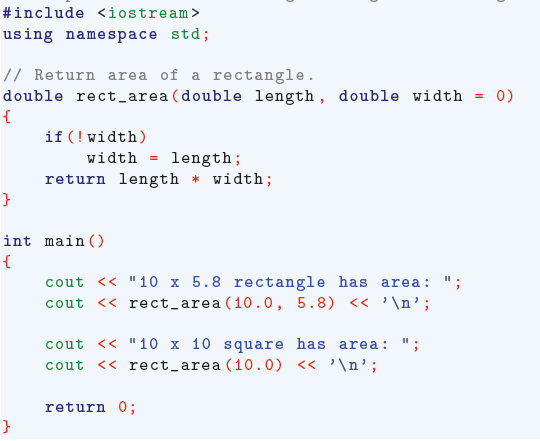 #include <iostream>
using namespace std;
// Return area of a rectangle.
double rect_area(double length, double width = 0)
{
    if(!width)
        width = length;
    return length * width;
}
int main()
{
    cout << "10 x 5.8 rectangle has area: ";
    cout << rect_area(10.0, 5.8) << '\n';
    cout << "10 x 10 square has area: ";
    cout << rect_area(10.0) << '\n';
    return 0;
}